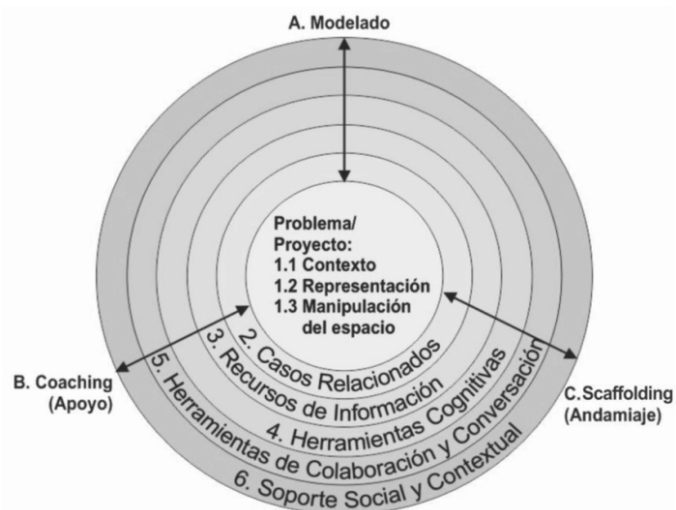 A. Modelado
Problema/
Proyecto:
1.1 Contexto
1.2 Representación
1.3 Manipulación
del espacio
2. Casos Relacionados
3. Recursos de Información
4. Herramientas Cognitivas
5. Herramientas de Colaboración y Conversación
6. Soporte Social y Contextual
B. Coaching
(Apoyo)
C.Scaffolding
(Andamiaje)